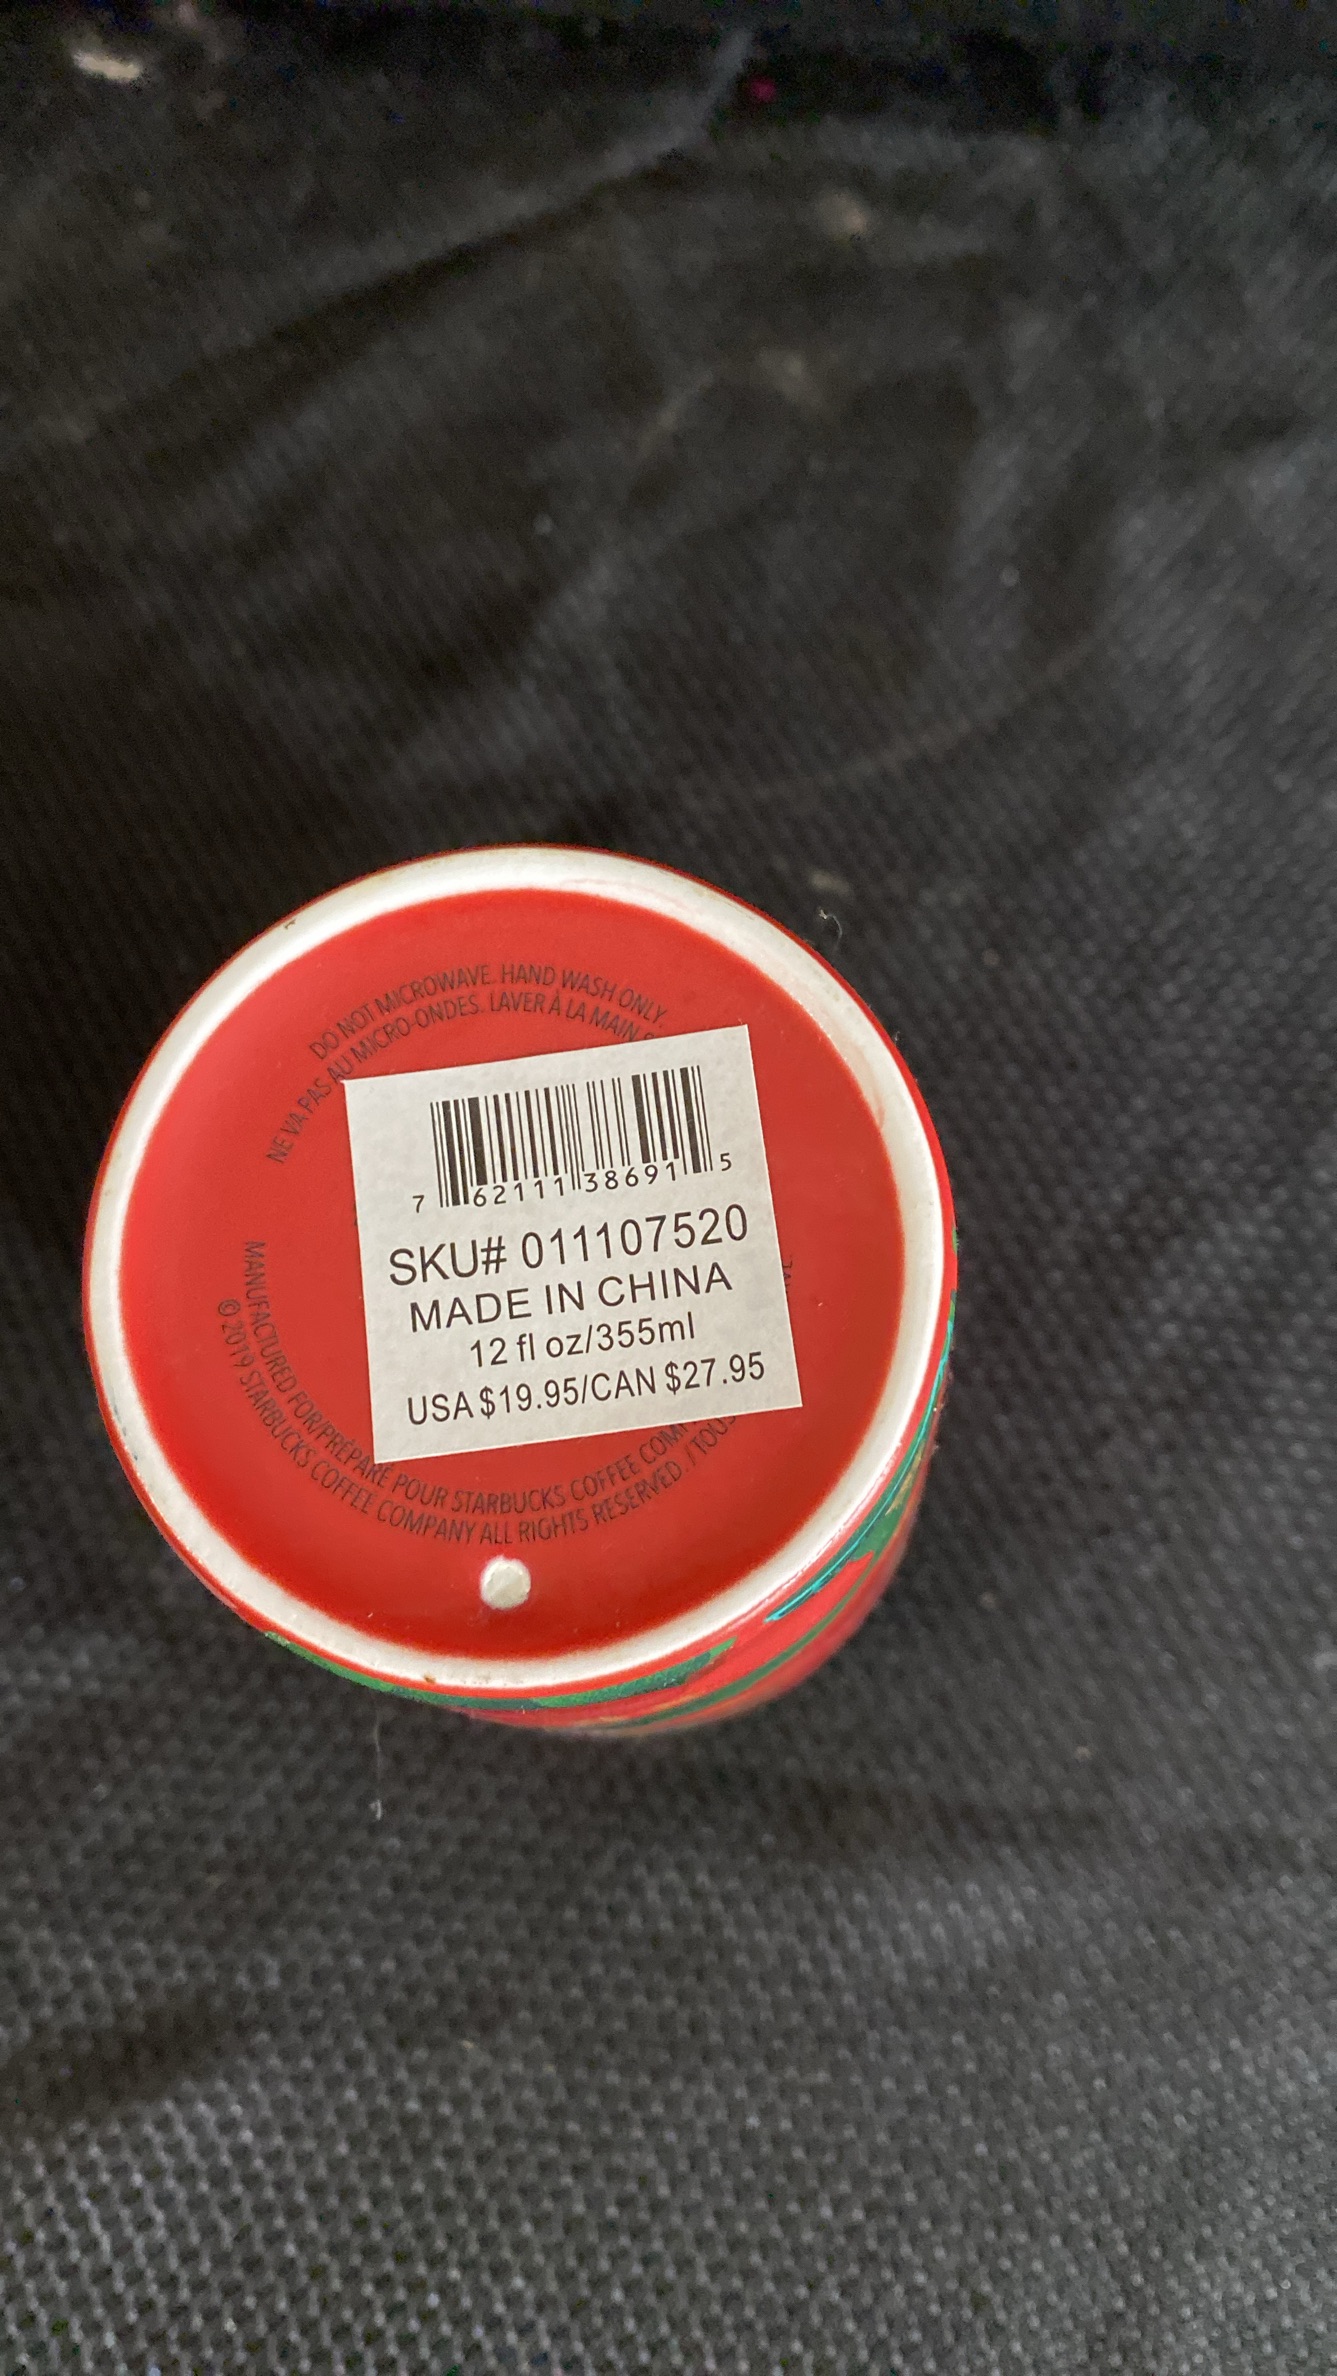 DO NOT MICROWAVE. HAND WASH ONLY.
NE VA PAS AU MICRO-ONDES. LAVER À LA MAIN
7 62111 38691 5
SKU# 011107520
MADE IN CHINA
12 fl oz/355ml
USA $19.95/CAN $27.95
MANUFACTURED FOR/PRÉPARÉ POUR STARBUCKS COFFEE
© 2019 STARBUCKS COFFEE COMPANY ALL RIGHTS RESERVED. / TOUS